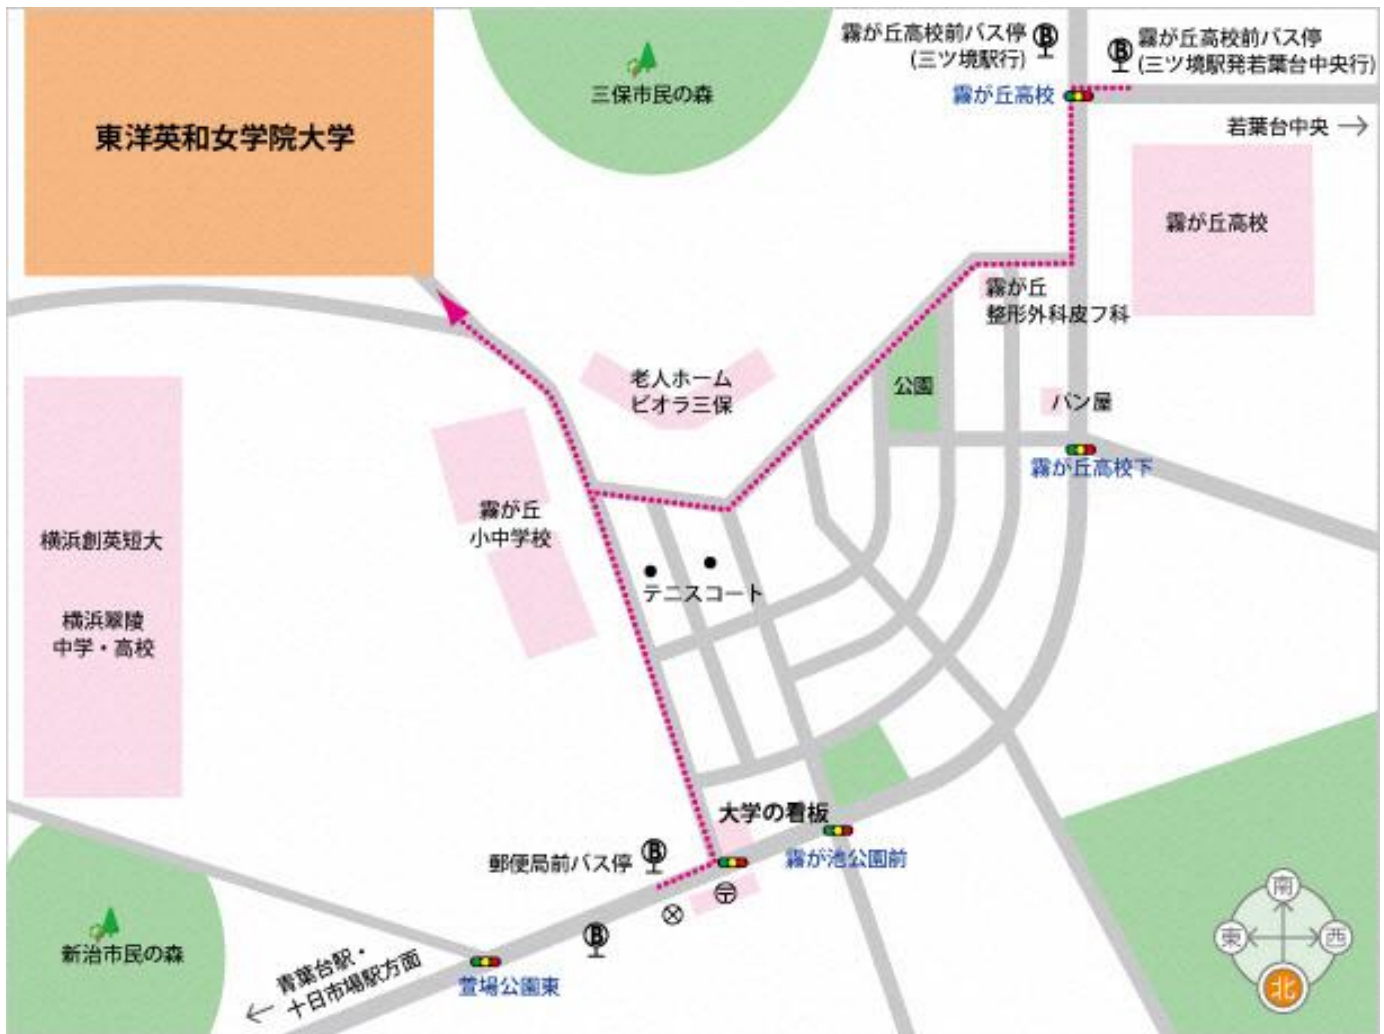 霧が丘高校前バス停
(三ツ境駅行)
B
B
霧が丘高校前バス停
(三ツ境駅発若葉台中央行)
三保市民の森
霧が丘高校
東洋英和女学院大学
若葉台中央 →
霧が丘高校
霧が丘
整形外科皮フ科
老人ホーム
ビオラ三保
公園
パン屋
霧が丘高校下
霧が丘
小中学校
横浜創英短大
横浜翠陵
中学・高校
テニスコート
大学の看板
霧が池公園前
郵便局前バス停
B
〒
B
新治市民の森
青葉台駅・
← 十日市場駅方面
萱場公園東
南
東
西
北